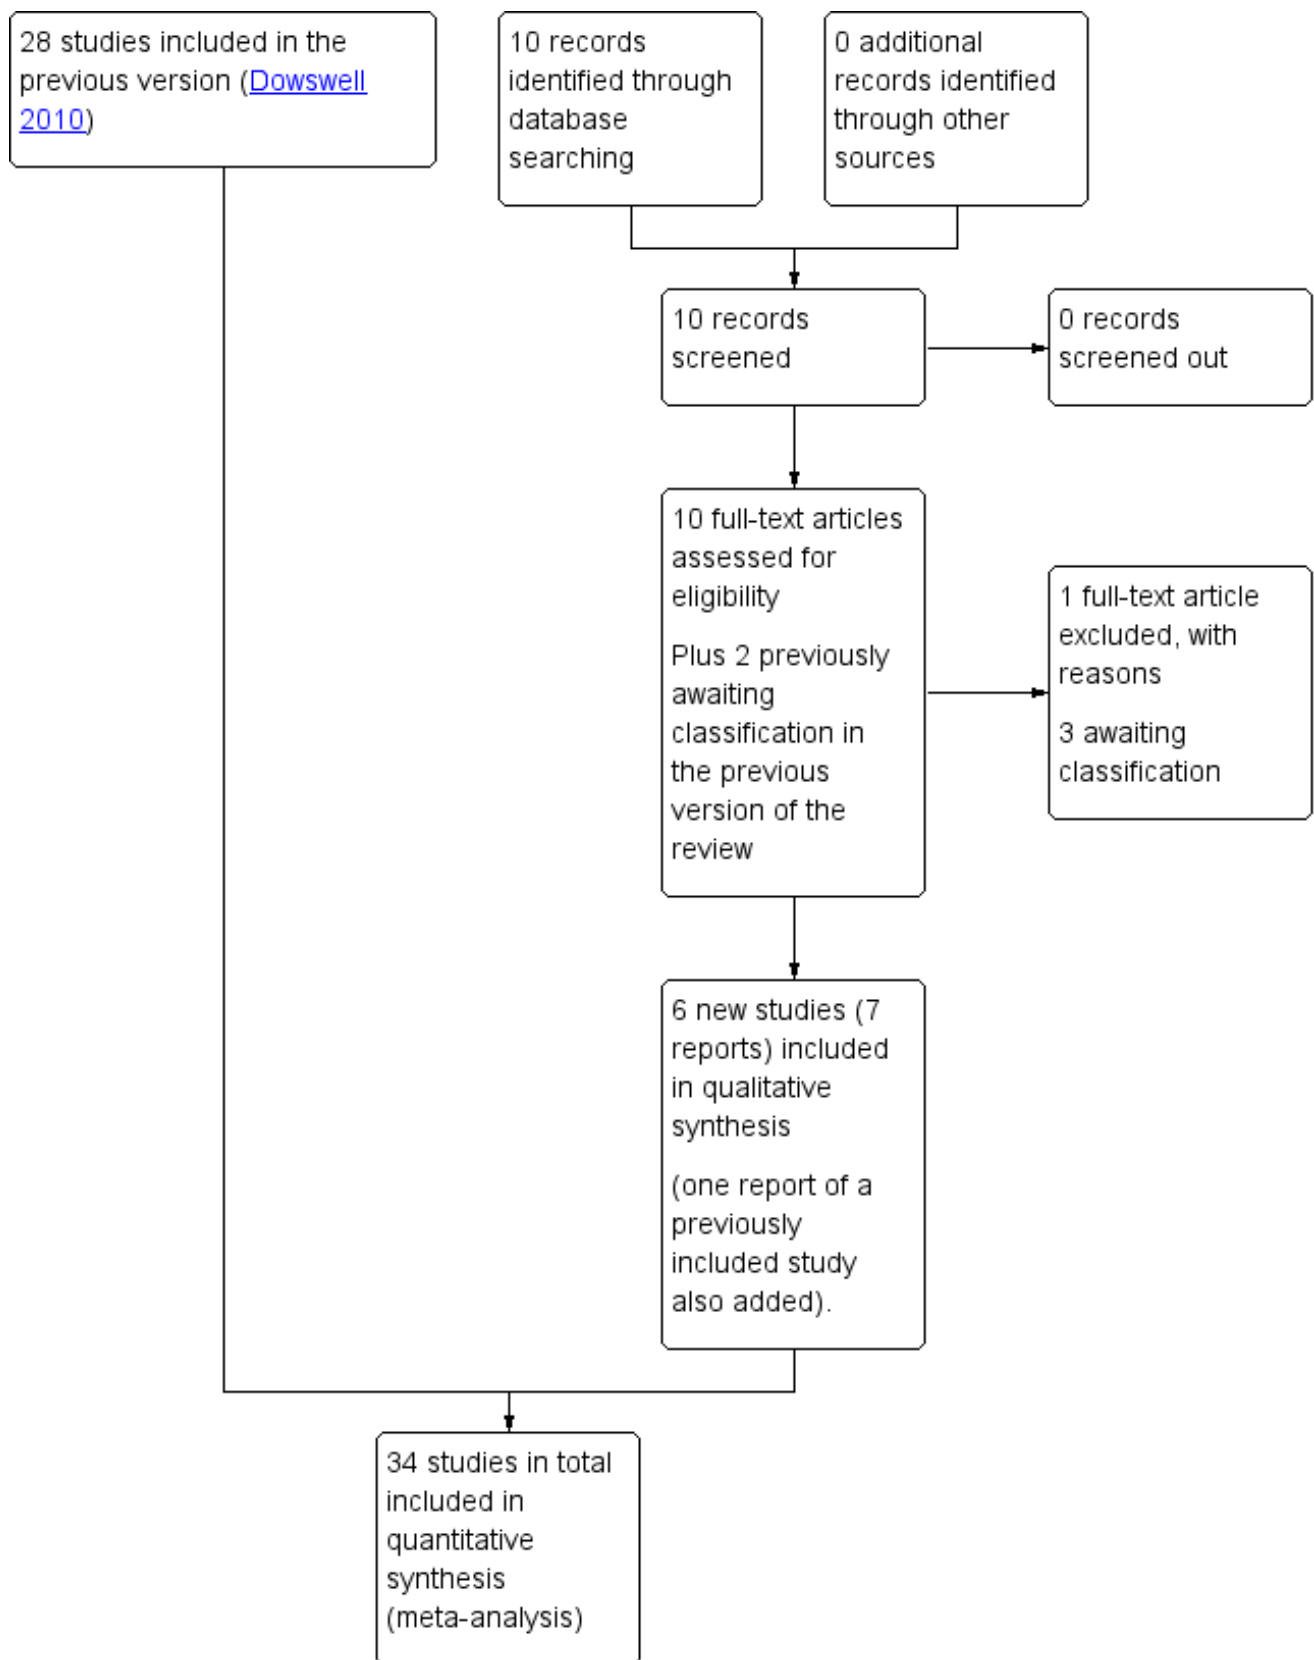 28 studies included in the
previous version (Dowswell
2010)
10 records
identified through
database
searching
0 additional
records identified
through other
sources
10 records
screened
0 records
screened out
10 full-text articles
assessed for
eligibility
Plus 2 previously
awaiting
classification in
the previous
version of the
review
1 full-text article
excluded, with
reasons
3 awaiting
classification
6 new studies (7
reports) included
in qualitative
synthesis
(one report of a
previously
included study
also added).
34 studies in total
included in
quantitative
synthesis
(meta-analysis)